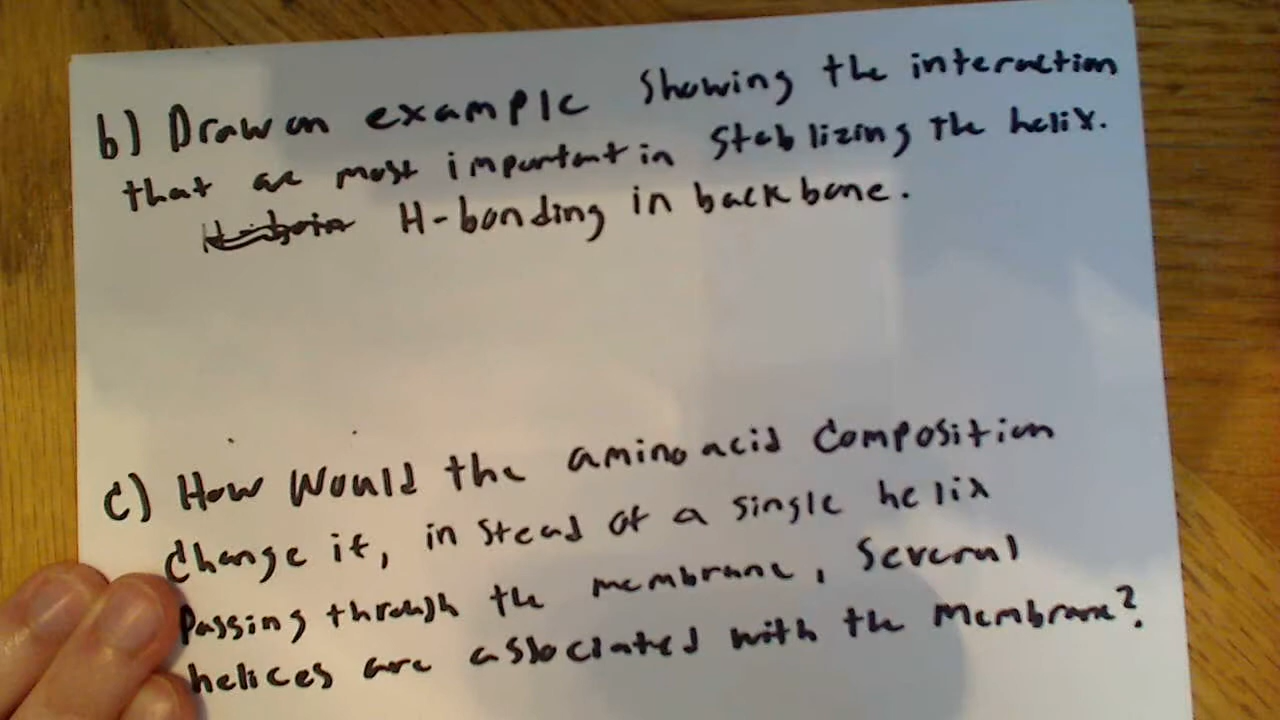 b) Draw an example showing the interaction
that are most important in stablizing the helix.
H-bonding in backbone.
c) How would the amino acid composition
change if, instead of a single helix
passing through the membrane, several
helices are associated with the membrane?